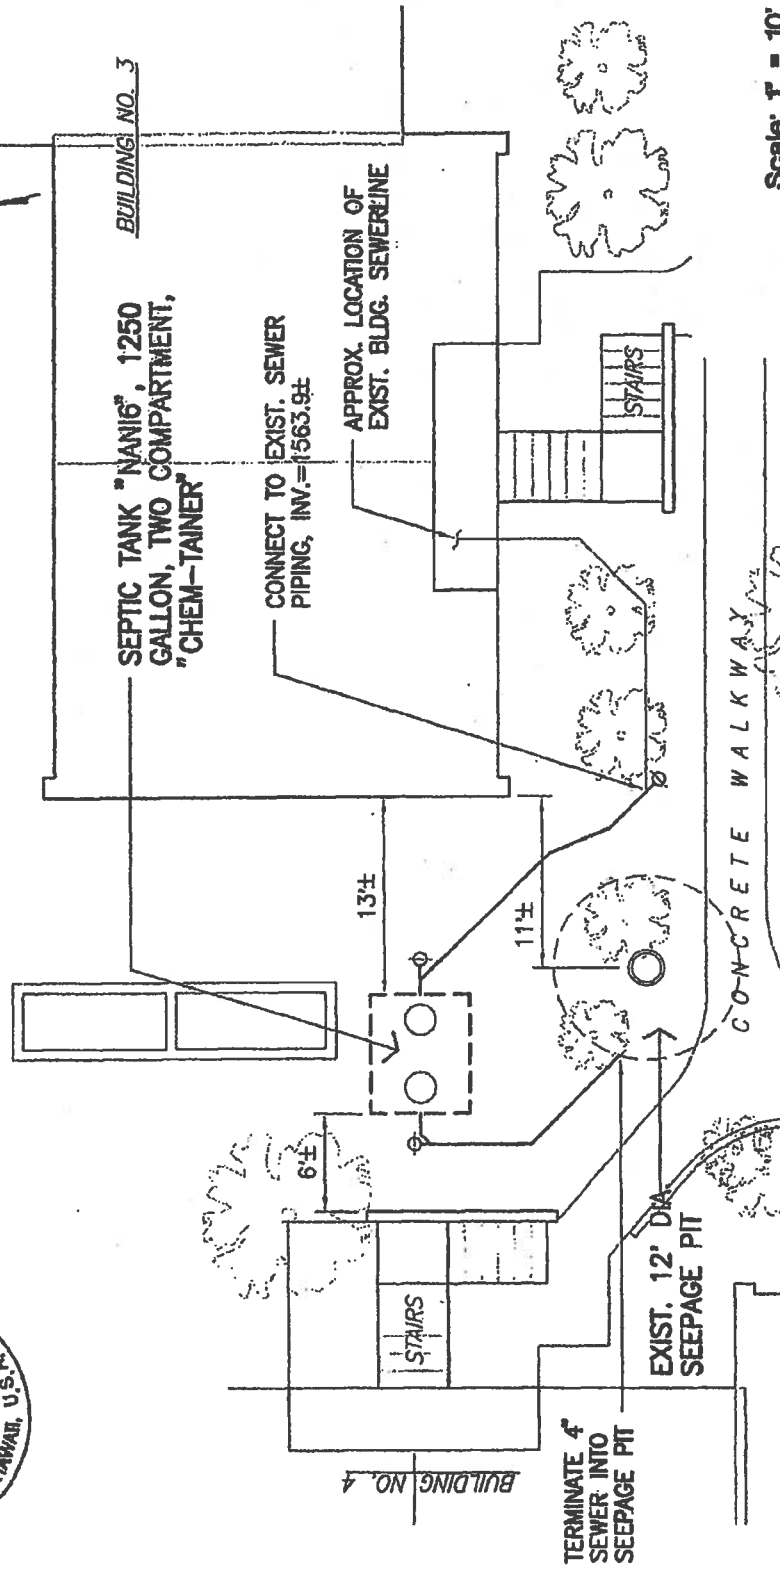 BUILDING NO. 3
SEPTIC TANK "NANI6", 1250
GALLON, TWO COMPARTMENT,
"CHEM-TAINER"
CONNECT TO EXIST. SEWER
PIPING, INV.=1563.9±
APPROX. LOCATION OF
EXIST. BLDG. SEWERLINE
STAIRS
13'±
11'±
6'±
CONCRETE WALKWAY
STAIRS
BUILDING NO. 4
EXIST. 12' DIA.
SEEPAGE PIT
TERMINATE 4"
SEWER INTO
SEEPAGE PIT
HAWAII, U.S.A.
Scale: 1" = 10'